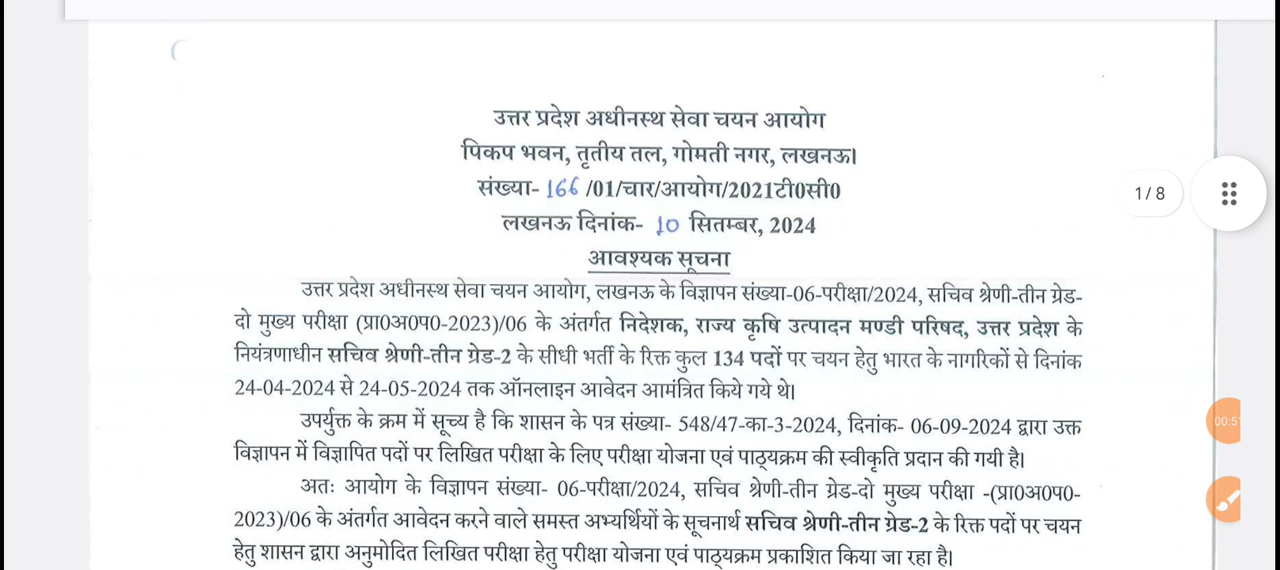 उत्तर प्रदेश अधीनस्थ सेवा चयन आयोग
पिकप भवन, तृतीय तल, गोमती नगर, लखनऊ।
संख्या- 166 /01/चार/आयोग/2021टी0सी0
1 / 8
लखनऊ दिनांक- 10 सितम्बर, 2024
आवश्यक सूचना
उत्तर प्रदेश अधीनस्थ सेवा चयन आयोग, लखनऊ के विज्ञापन संख्या-06-परीक्षा/2024, सचिव श्रेणी-तीन ग्रेड-
दो मुख्य परीक्षा (प्रा0अ0प0-2023)/06 के अंतर्गत निदेशक, राज्य कृषि उत्पादन मण्डी परिषद, उत्तर प्रदेश के
नियंत्रणाधीन सचिव श्रेणी-तीन ग्रेड-2 के सीधी भर्ती के रिक्त कुल 134 पदों पर चयन हेतु भारत के नागरिकों से दिनांक
24-04-2024 से 24-05-2024 तक ऑनलाइन आवेदन आमंत्रित किये गये थे।
उपर्युक्त के क्रम में सूच्य है कि शासन के पत्र संख्या- 548/47-का-3-2024, दिनांक- 06-09-2024 द्वारा उक्त
विज्ञापन में विज्ञापित पदों पर लिखित परीक्षा के लिए परीक्षा योजना एवं पाठ्यक्रम की स्वीकृति प्रदान की गयी है।
अतः आयोग के विज्ञापन संख्या- 06-परीक्षा/2024, सचिव श्रेणी-तीन ग्रेड-दो मुख्य परीक्षा -(प्रा0अ0प0-
2023)/06 के अंतर्गत आवेदन करने वाले समस्त अभ्यर्थियों के सूचनार्थ सचिव श्रेणी-तीन ग्रेड-2 के रिक्त पदों पर चयन
हेतु शासन द्वारा अनुमोदित लिखित परीक्षा हेतु परीक्षा योजना एवं पाठ्यक्रम प्रकाशित किया जा रहा है।